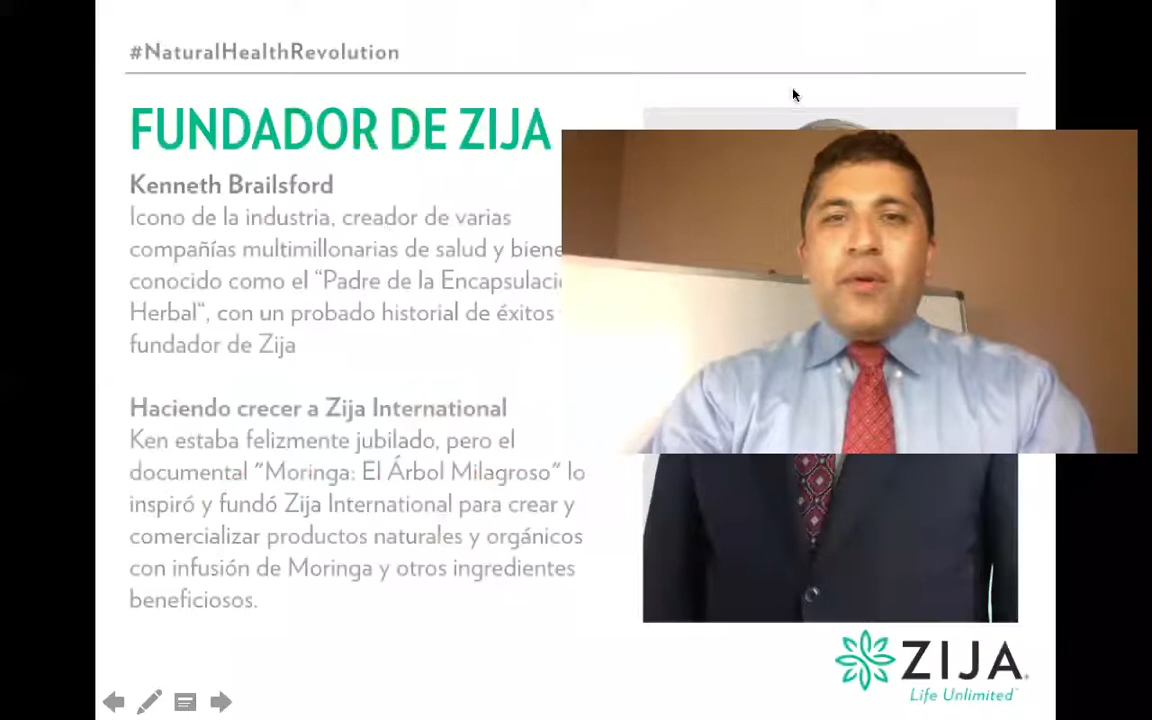 #NaturalHealthRevolution
FUNDADOR DE ZIJA
Kenneth Brailsford
Icono de la industria, creador de varias
compañías multimillonarias de salud y
conocido como el "Padre de la
Herbal", con un probado historial de éxitos
fundador de Zija
Haciendo crecer a Zija International
Ken estaba felizmente jubilado, pero el
documental "Moringa: El Árbol Milagroso" lo
inspiró y fundó Zija International para crear y
comercializar productos naturales y orgánicos
con infusión de Moringa y otros ingredientes
beneficiosos.
ZIJA
Life Unlimited